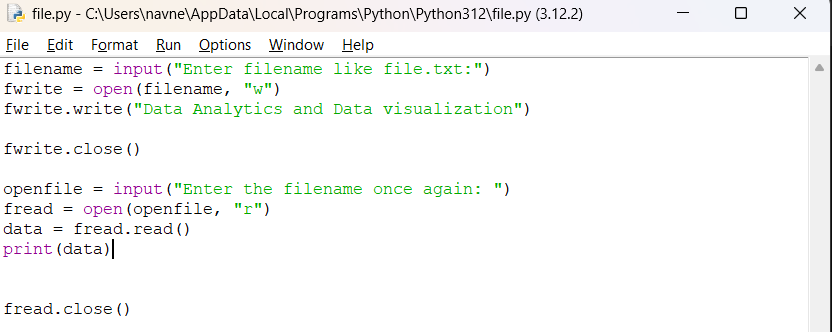 file.py - C:\Users\navne\AppData\Local\Programs\Python\Python312\file.py (3.12.2)
File Edit Format Run Options Window Help
filename = input("Enter filename like file.txt:")
fwrite = open(filename, "w")
fwrite.write("Data Analytics and Data visualization")
fwrite.close()
openfile = input("Enter the filename once again: ")
fread = open(openfile, "r")
data = fread.read()
print(data)
fread.close()